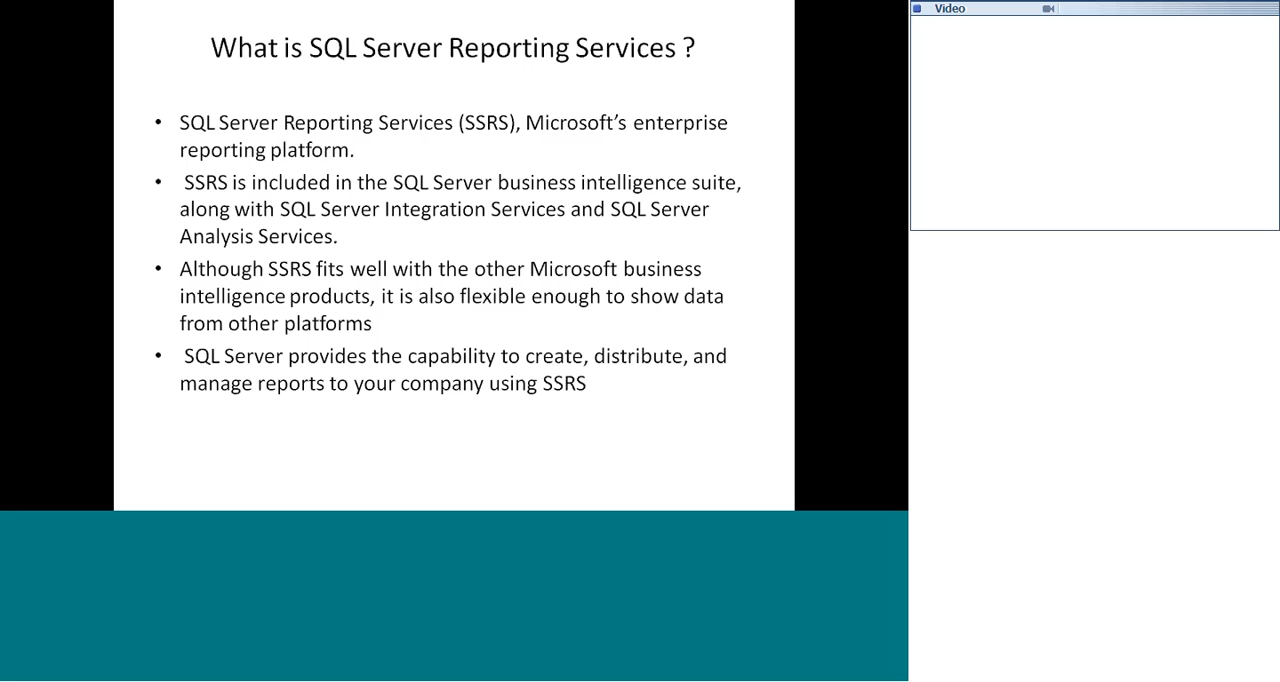 What is SQL Server Reporting Services ?
• SQL Server Reporting Services (SSRS), Microsoft’s enterprise
reporting platform.
• SSRS is included in the SQL Server business intelligence suite,
along with SQL Server Integration Services and SQL Server
Analysis Services.
• Although SSRS fits well with the other Microsoft business
intelligence products, it is also flexible enough to show data
from other platforms
• SQL Server provides the capability to create, distribute, and
manage reports to your company using SSRS
Video